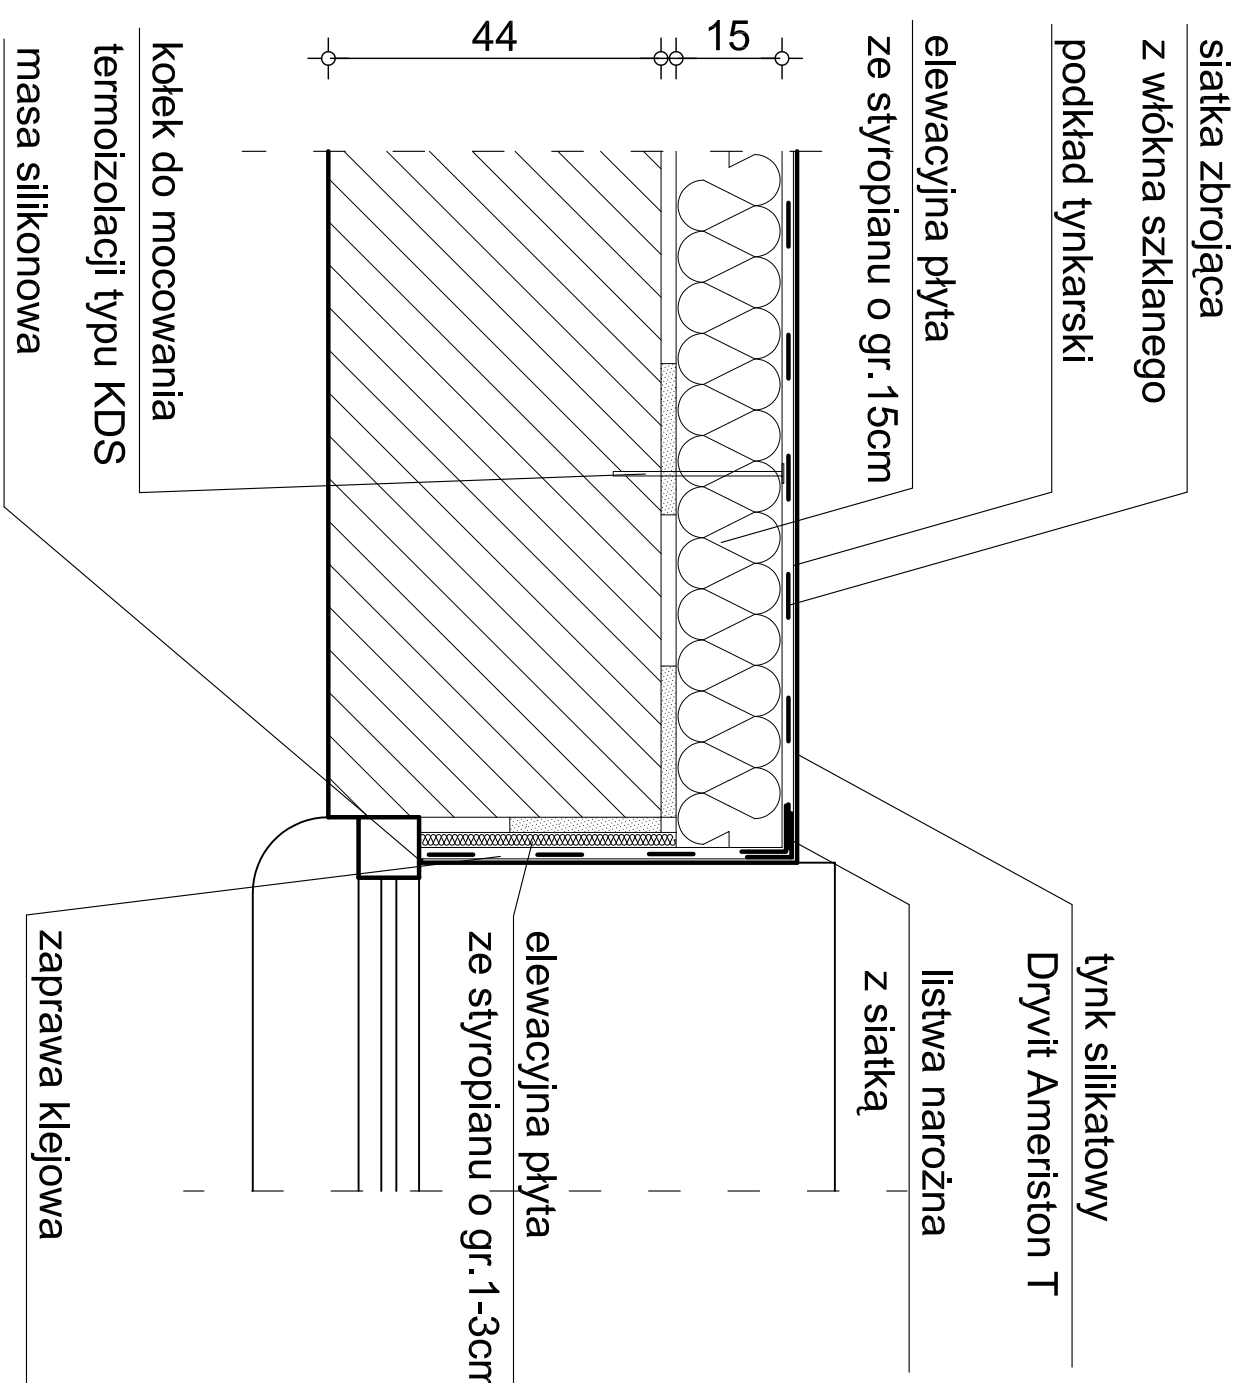 44
15
siatka zbrojąca
z włókna szklanego
podkład tynkarski
elewacyjna płyta
ze styropianu o gr.15cm
kołek do mocowania
termoizolacji typu KDS
masa silikonowa
tynk silikatowy
Dryvit Ameriston T
listwa narożna
z siatką
elewacyjna płyta
ze styropianu o gr.1-3cm
zaprawa klejowa